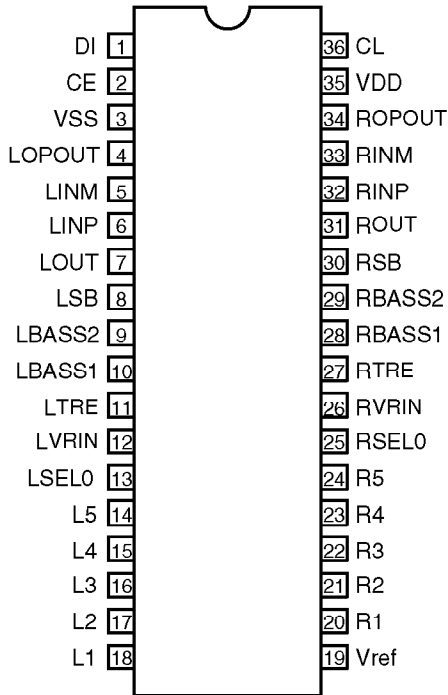 DI 1 36 CL
CE 2 35 VDD
VSS 3 34 ROPOUT
LOPOUT 4 33 RINM
LINM 5 32 RINP
LINP 6 31 ROUT
LOUT 7 30 RSB
LSB 8 29 RBASS2
LBASS2 9 28 RBASS1
LBASS1 10 27 RTRE
LTRE 11 26 RVRIN
LVRIN 12 25 RSEL0
LSEL0 13 24 R5
L5 14 23 R4
L4 15 22 R3
L3 16 21 R2
L2 17 20 R1
L1 18 19 Vref